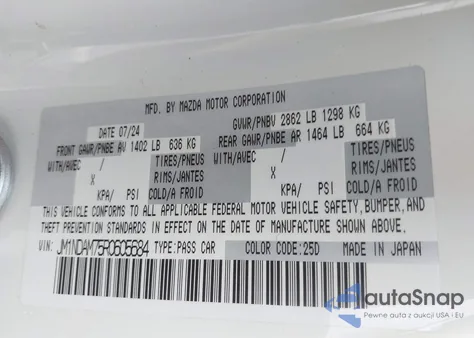 MFD. BY MAZDA MOTOR CORPORATION
DATE 07/24 GVWR/PNBV 2862 LB 1298 KG
FRONT GAWR/PNBE AV 1402 LB 636 KG REAR GAWR/PNBE AR 1464 LB 664 KG
WITH/AVEC / TIRES/PNEUS WITH/AVEC / TIRES/PNEUS
X RIMS/JANTES X RIMS/JANTES
KPA/ PSI COLD/A FROID KPA/ PSI COLD/A FROID
THIS VEHICLE CONFORMS TO ALL APPLICABLE FEDERAL MOTOR VEHICLE SAFETY, BUMPER, AND
THEFT PREVENTION STANDARDS IN EFFECT ON THE DATE OF MANUFACTURE SHOWN ABOVE.
VIN: JM1NDAM75R0605684 TYPE:PASS CAR COLOR CODE:25D MADE IN JAPAN
autaSnap
Pewne auta z aukcji USA i EU